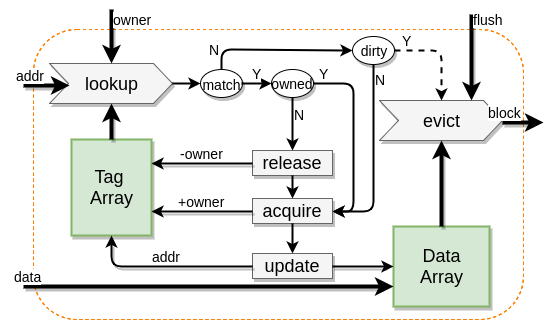 owner
flush
N
dirty
Y
addr
lookup
match
Y
owned
Y
N
block
evict
N
-owner
release
Tag
Array
+owner
acquire
addr
update
Data
Array
data